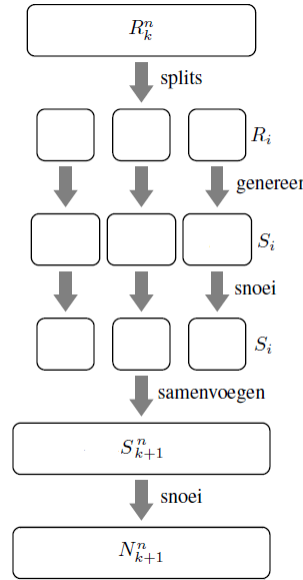 $R_k^n$
splits
$R_i$
genereer
$S_i$
snoei
$S_i$
samenvoegen
$S_{k+1}^n$
snoei
$N_{k+1}^n$